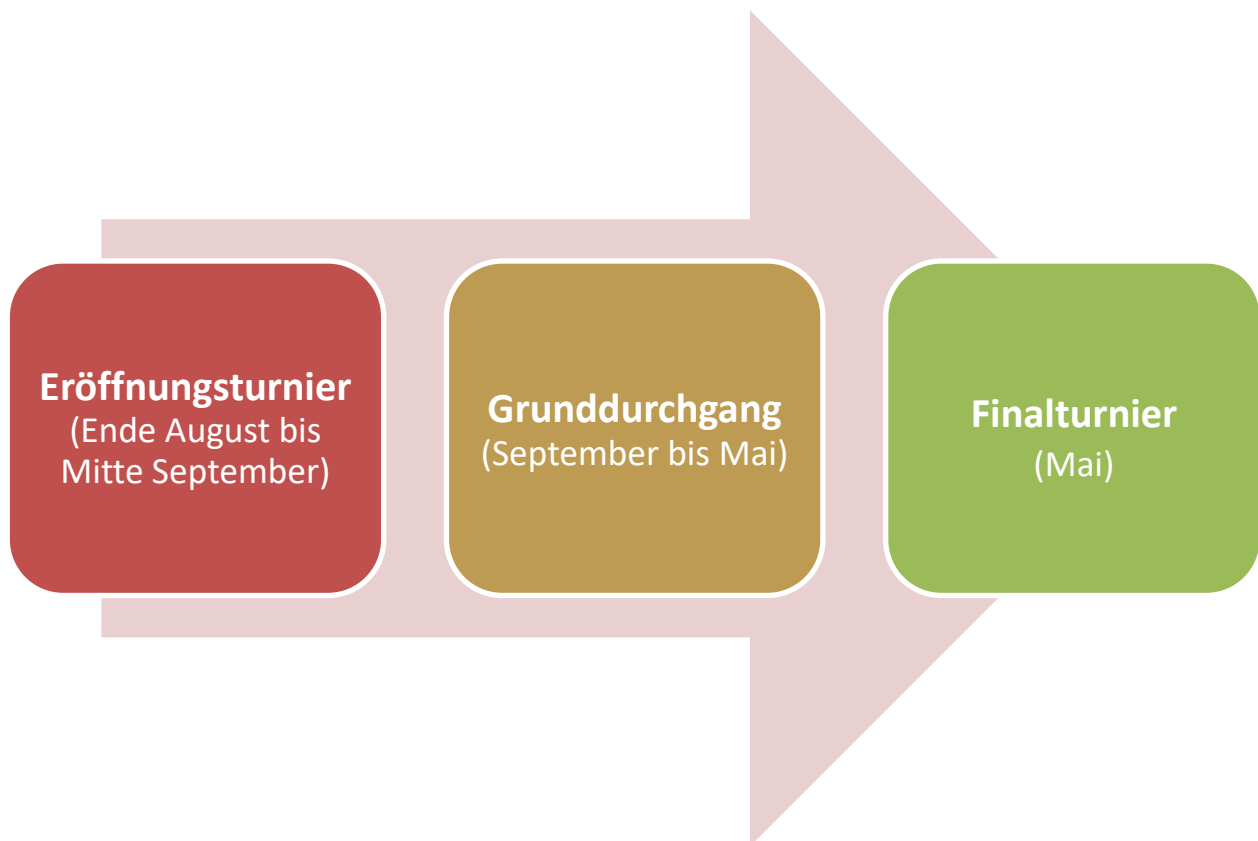 Eröffnungsturnier
(Ende August bis
Mitte September)
Grunddurchgang
(September bis Mai)
Finalturnier
(Mai)